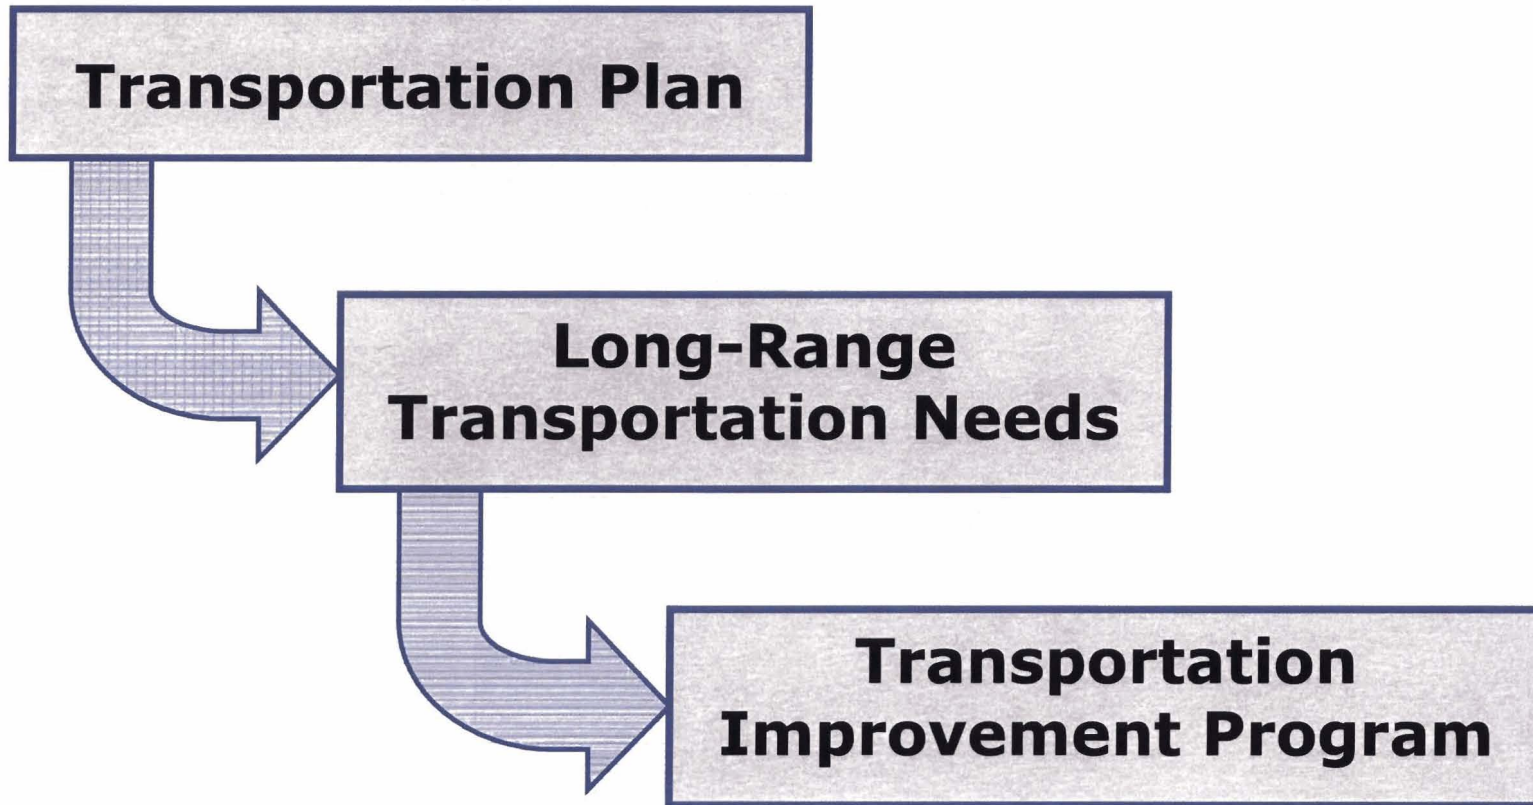 Transportation Plan
Long-Range
Transportation Needs
Transportation
Improvement Program